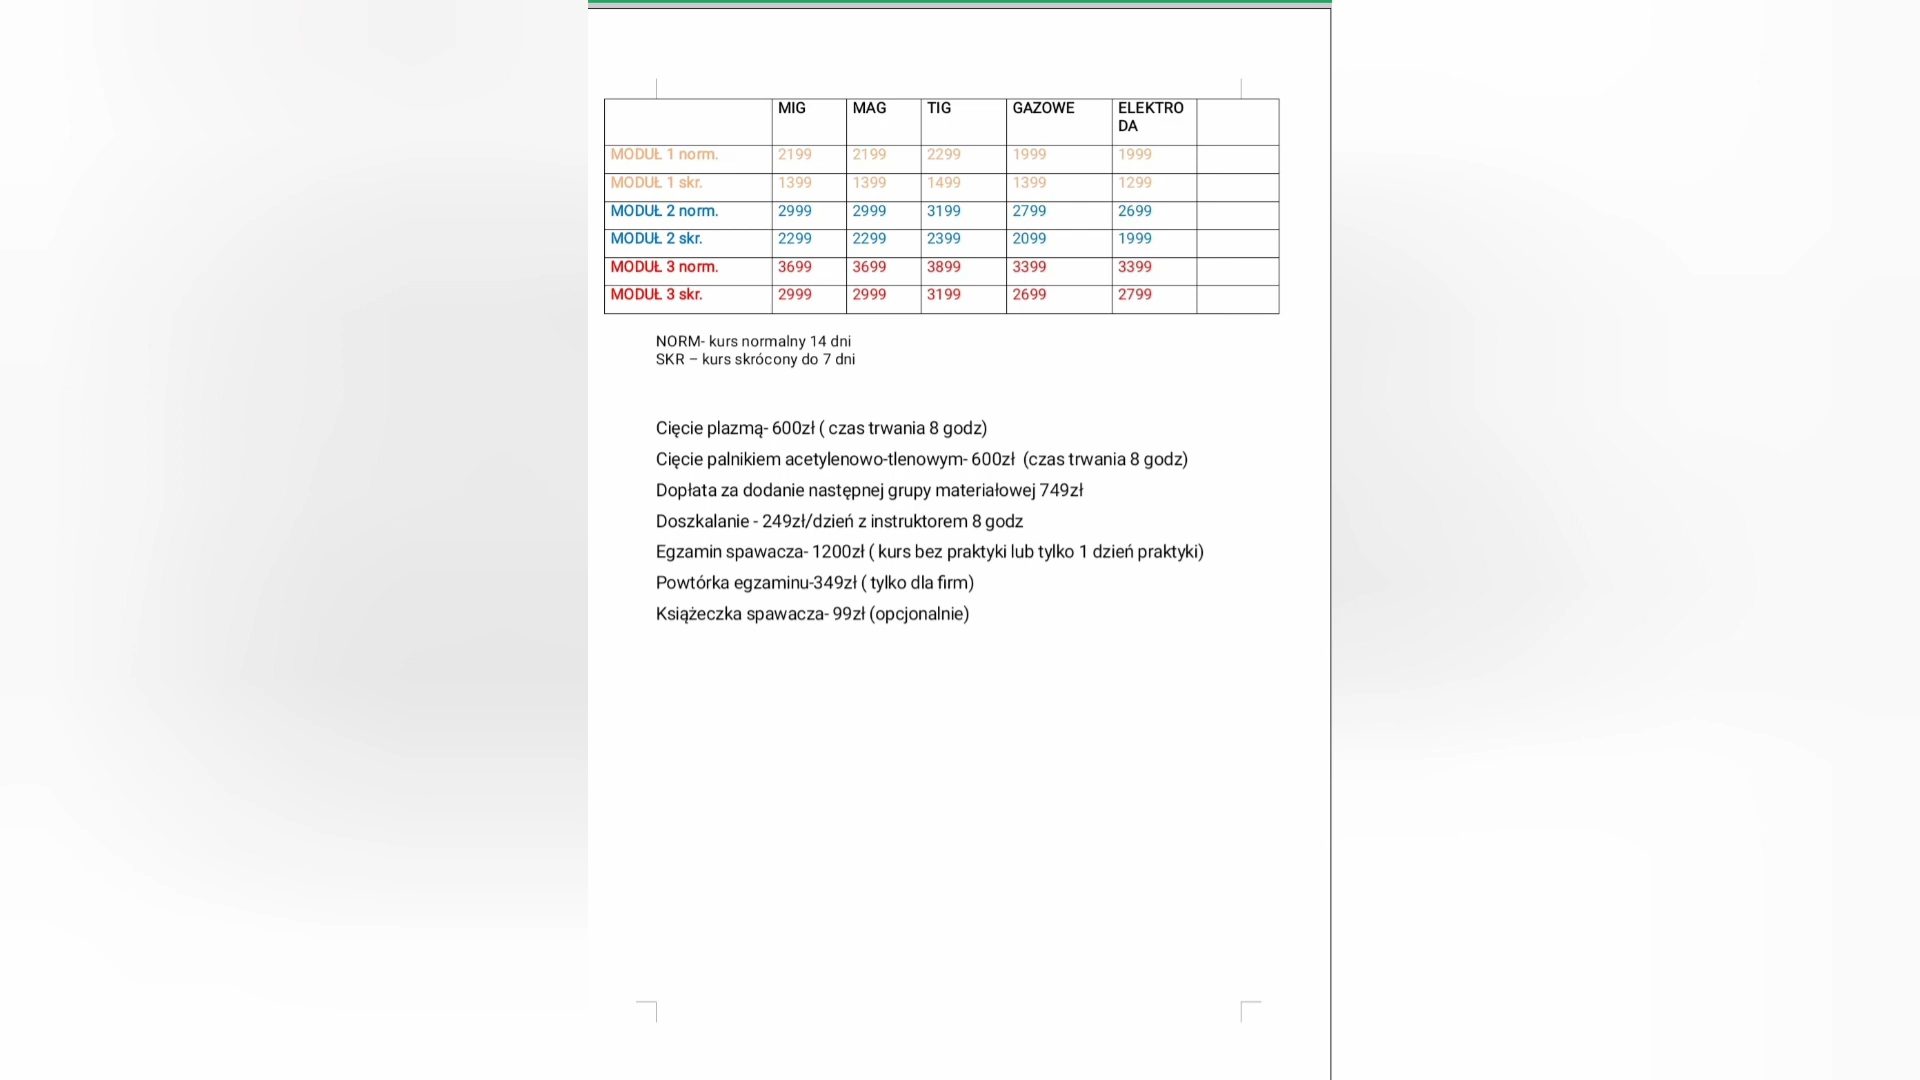 MIG MAG TIG GAZOWE ELEKTRO
DA
MODUŁ 1 norm. 2199 2199 2299 1999 1999
MODUŁ 1 skr. 1399 1399 1499 1399 1299
MODUŁ 2 norm. 2999 2999 3199 2799 2699
MODUŁ 2 skr. 2299 2299 2399 2099 1999
MODUŁ 3 norm. 3699 3699 3899 3399 3399
MODUŁ 3 skr. 2999 2999 3199 2699 2799
NORM- kurs normalny 14 dni
SKR – kurs skrócony do 7 dni
Cięcie plazmą- 600zł ( czas trwania 8 godz)
Cięcie palnikiem acetylenowo-tlenowym- 600zł (czas trwania 8 godz)
Dopłata za dodanie następnej grupy materiałowej 749zł
Doszkalanie - 249zł/dzień z instruktorem 8 godz
Egzamin spawacza- 1200zł ( kurs bez praktyki lub tylko 1 dzień praktyki)
Powtórka egzaminu-349zł ( tylko dla firm)
Książeczka spawacza- 99zł (opcjonalnie)